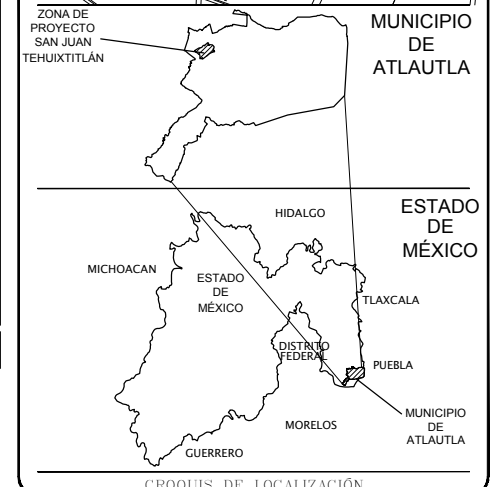 ZONA DE
PROYECTO
SAN JUAN
TEHUIXTITLÁN
MUNICIPIO
DE
ATLAUTLA
ESTADO
DE
MÉXICO
HIDALGO
MICHOACAN
ESTADO
DE
MÉXICO
TLAXCALA
DISTRITO
FEDERAL
PUEBLA
MORELOS
MUNICIPIO
DE
ATLAUTLA
GUERRERO
CROQUIS DE LOCALIZACIÓN